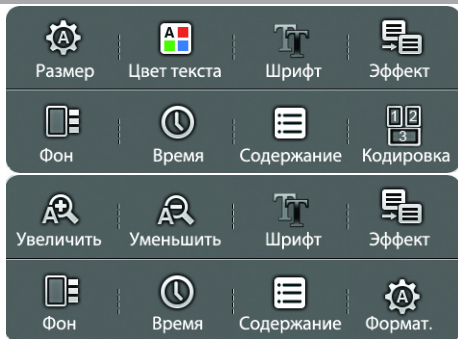 Размер Цвет текста Шрифт Эффект
Фон Время Содержание Кодировка
Увеличить Уменьшить Шрифт Эффект
Фон Время Содержание Формат.